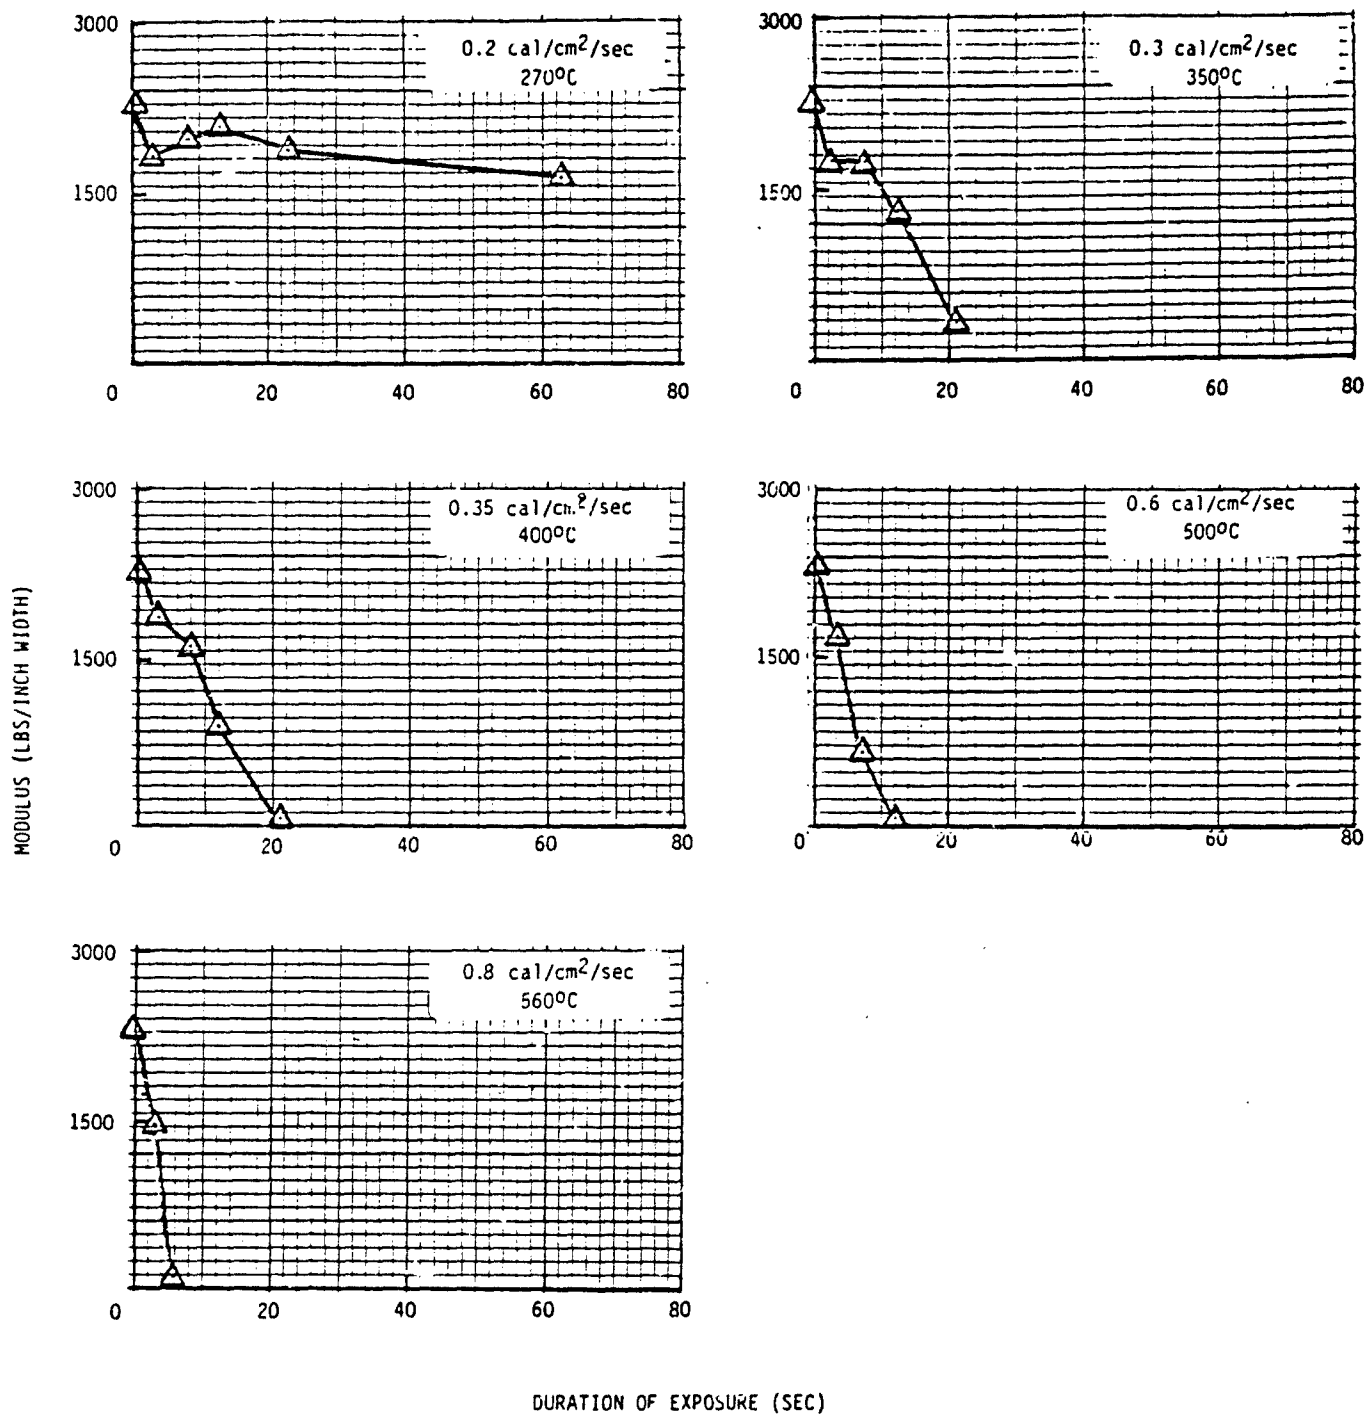 3000
0.2 cal/cm²/sec
270°C
1500
0 20 40 60 80
3000
0.3 cal/cm²/sec
350°C
1500
0 20 40 60 80
3000
0.35 cal/cm²/sec
400°C
1500
0 20 40 60 80
3000
0.6 cal/cm²/sec
500°C
1500
0 20 40 60 80
MODULUS (LBS/INCH WIDTH)
3000
0.8 cal/cm²/sec
560°C
1500
0 20 40 60 80
DURATION OF EXPOSURE (SEC)